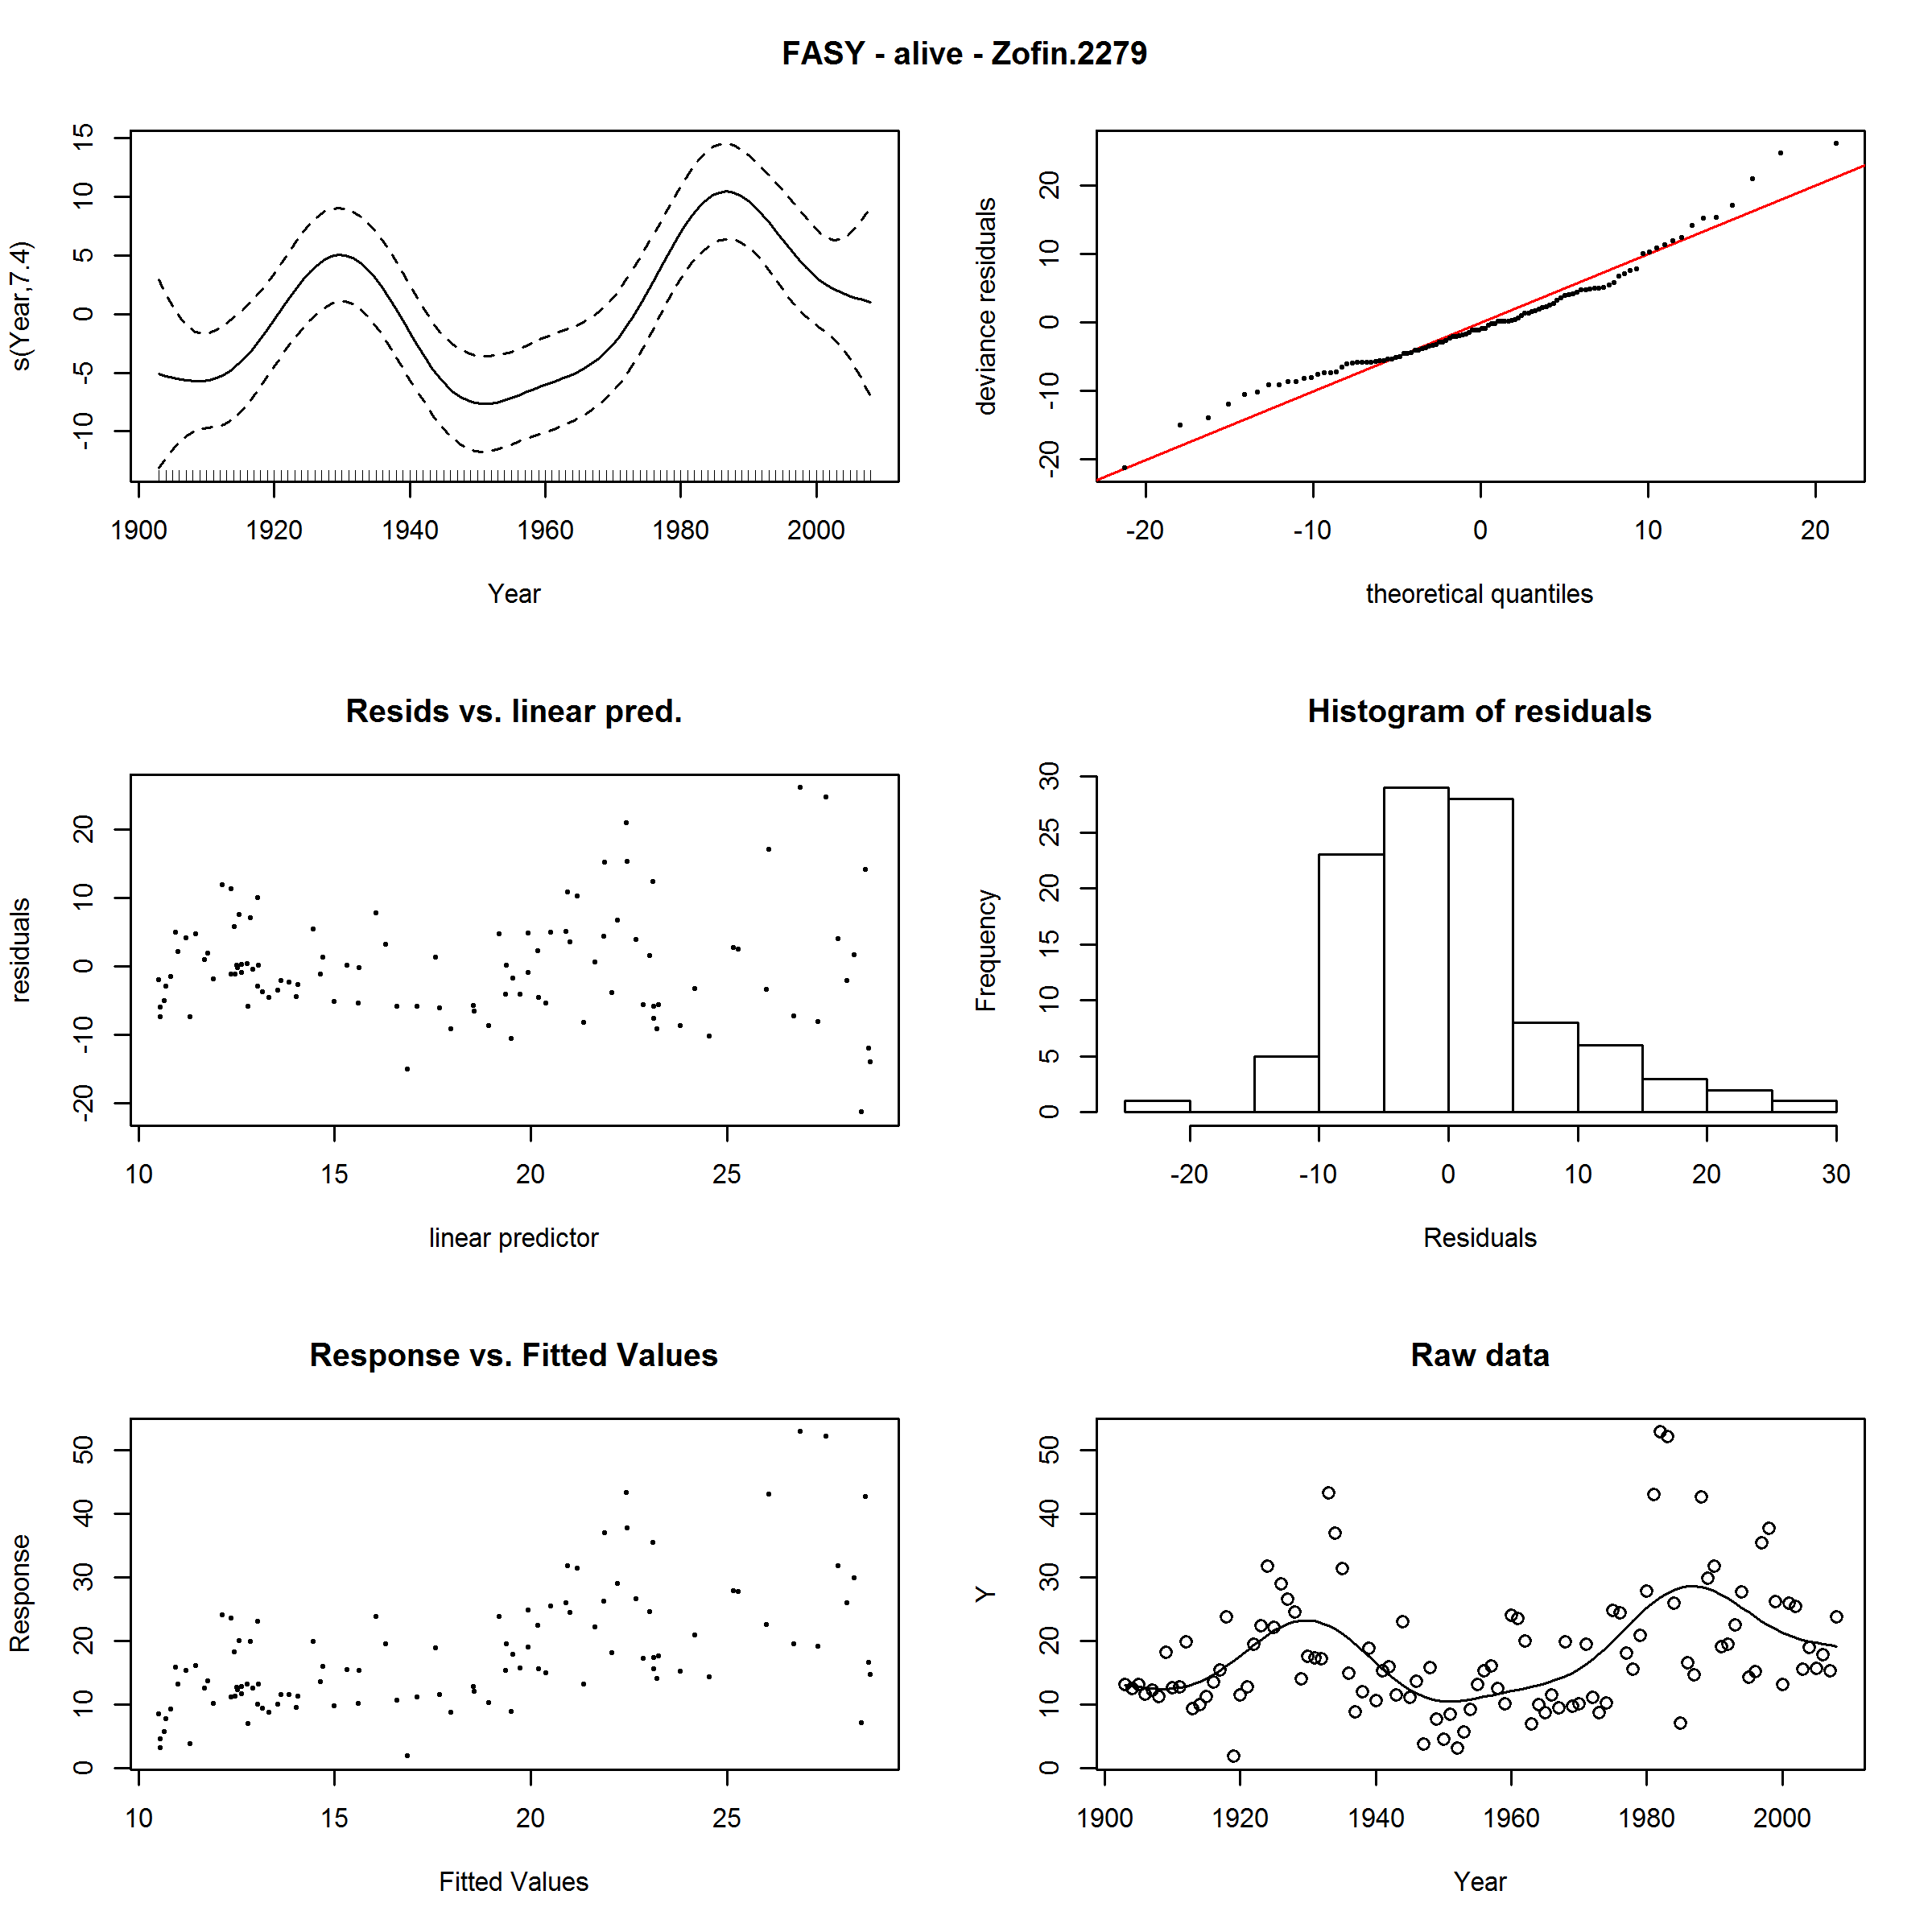 FASY - alive - Zofin.2279
s(Year,7.4)
-10 -5 0 5 10 15
1900 1920 1940 1960 1980 2000
Year
deviance residuals
-20 -10 0 10 20
-20 -10 0 10 20
theoretical quantiles
Resids vs. linear pred.
residuals
-20 -10 0 10 20
10 15 20 25
linear predictor
Histogram of residuals
Frequency
0 5 10 15 20 25 30
-20 -10 0 10 20 30
Residuals
Response vs. Fitted Values
Response
0 10 20 30 40 50
10 15 20 25
Fitted Values
Raw data
Y
0 10 20 30 40 50
1900 1920 1940 1960 1980 2000
Year